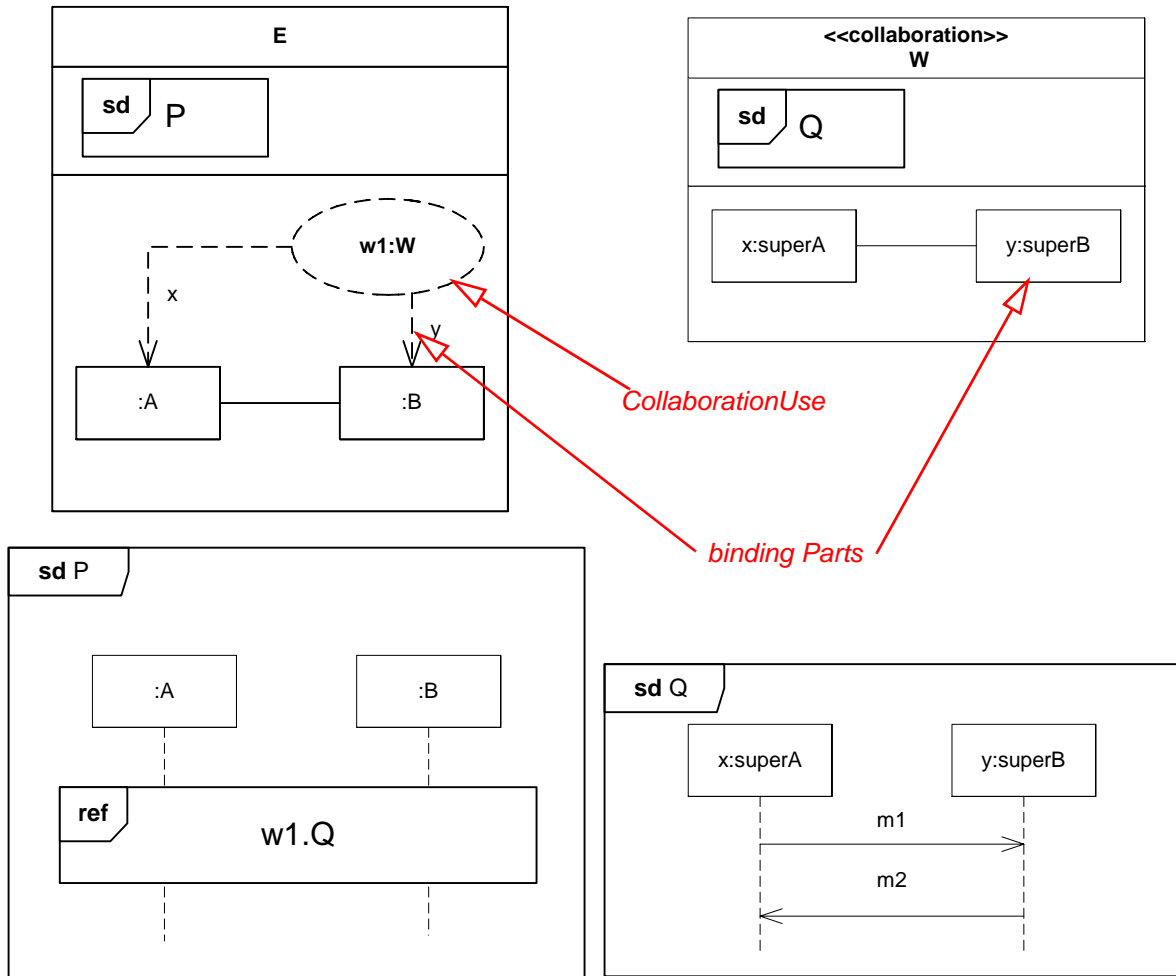 E
sd P
w1:W
x
y
:A
:B
<<collaboration>>
W
sd Q
x:superA
y:superB
CollaborationUse
binding Parts
sd P
:A
:B
ref
w1.Q
sd Q
x:superA
y:superB
m1
m2